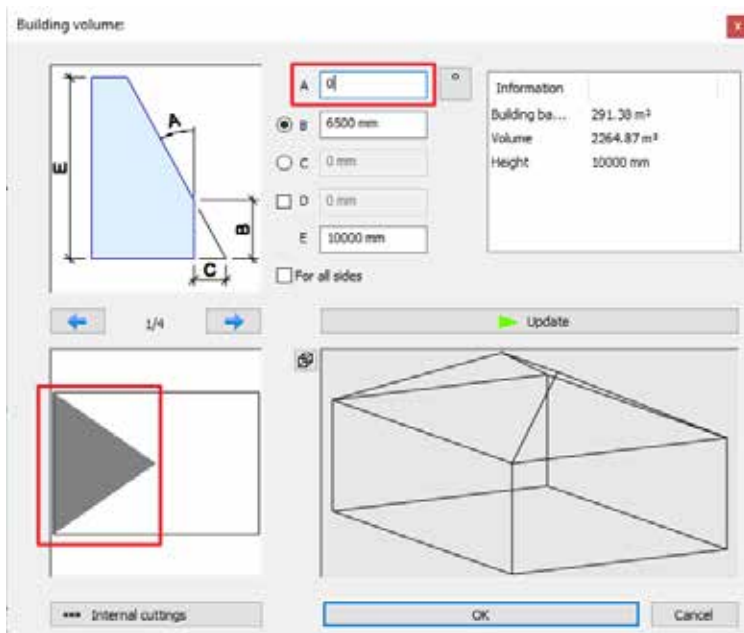 Building volume:
x
A
E
B
C
A 0 °
B 6500 mm
C 0 mm
D 0 mm
E 10000 mm
For all sides
Information
Building ba... 291.38 m²
Volume 2264.87 m³
Height 10000 mm
1/4
Update
Internal cuttings
OK
Cancel